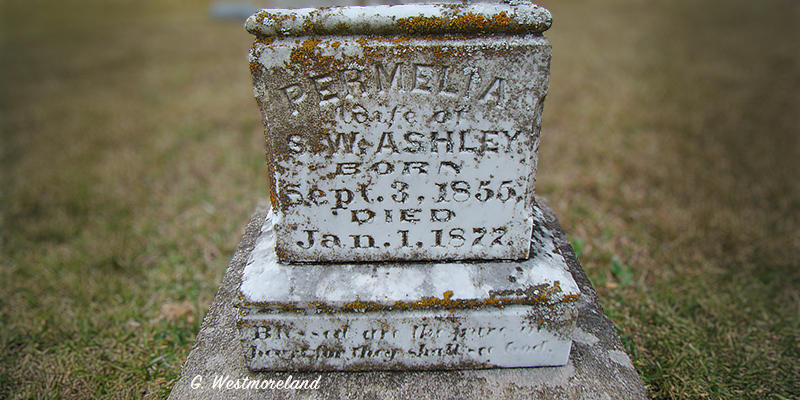 PERMELIA
Wife of
S.W. ASHLEY
BORN
Sept. 3. 1855.
DIED
Jan. 1. 1877.
Blessed are the pure in
heart for they shall see God.
G. Westmoreland